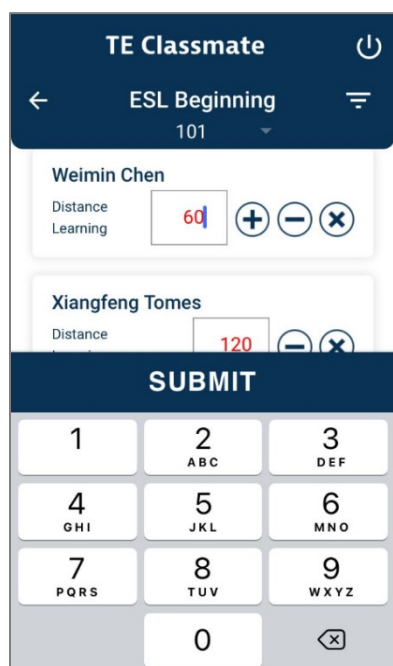 TE Classmate
ESL Beginning
101
Weimin Chen
Distance
Learning
60
Xiangfeng Tomes
Distance
120
SUBMIT
1
2
ABC
3
DEF
4
GHI
5
JKL
6
MNO
7
PQRS
8
TUV
9
WXYZ
0